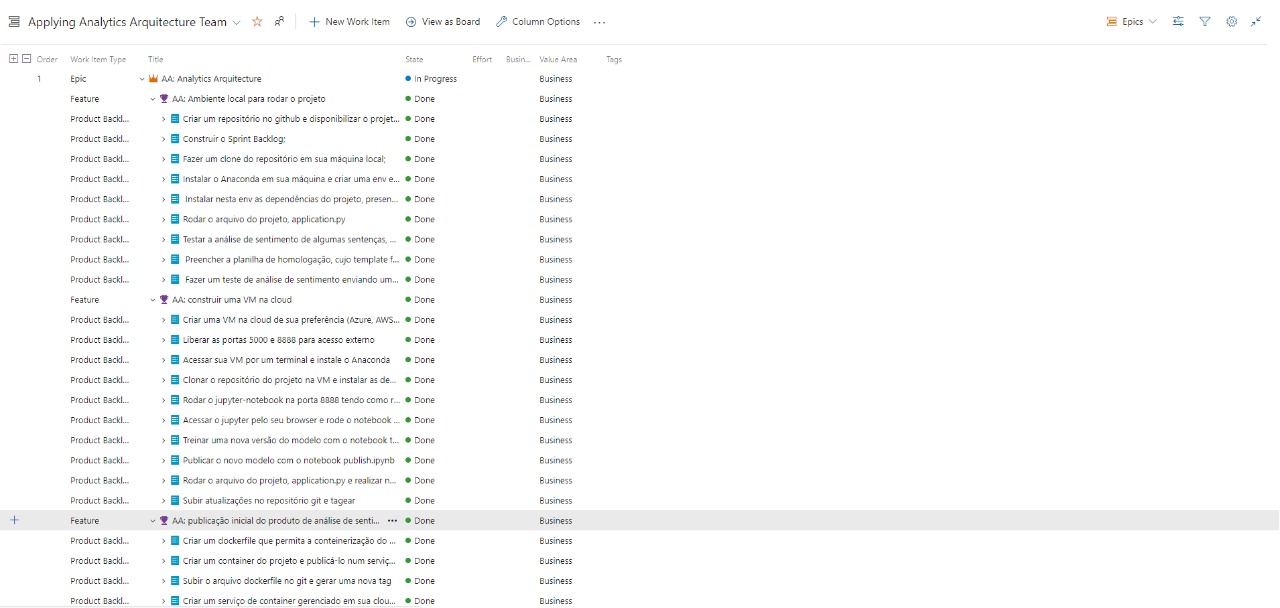 Applying Analytics Arquitecture Team New Work Item View as Board Column Options ... Epics
Order Work Item Type Title State Effort Busin... Value Area Tags
1 Epic AA: Analytics Arquitecture In Progress Business
Feature AA: Ambiente local para rodar o projeto Done Business
Product Backl... Criar um repositório no github e disponibilizar o projet... Done Business
Product Backl... Construir o Sprint Backlog; Done Business
Product Backl... Fazer um clone do repositório em sua máquina local; Done Business
Product Backl... Instalar o Anaconda em sua máquina e criar uma env e... Done Business
Product Backl... Instalar nesta env as dependências do projeto, presen... Done Business
Product Backl... Rodar o arquivo do projeto, application.py Done Business
Product Backl... Testar a análise de sentimento de algumas sentenças, ... Done Business
Product Backl... Preencher a planilha de homologação, cujo template f... Done Business
Product Backl... Fazer um teste de análise de sentimento enviando um... Done Business
Feature AA: construir uma VM na cloud Done Business
Product Backl... Criar uma VM na cloud de sua preferência (Azure, AWS... Done Business
Product Backl... Liberar as portas 5000 e 8888 para acesso externo Done Business
Product Backl... Acessar sua VM por um terminal e instale o Anaconda Done Business
Product Backl... Clonar o repositório do projeto na VM e instalar as de... Done Business
Product Backl... Rodar o jupyter-notebook na porta 8888 tendo como r... Done Business
Product Backl... Acessar o jupyter pelo seu browser e rode o notebook ... Done Business
Product Backl... Treinar uma nova versão do modelo com o notebook t... Done Business
Product Backl... Publicar o novo modelo com o notebook publish.ipynb Done Business
Product Backl... Rodar o arquivo do projeto, application.py e realizar n... Done Business
Product Backl... Subir atualizações no repositório git e tagear Done Business
Feature AA: publicação inicial do produto de análise de senti... ... Done Business
Product Backl... Criar um dockerfile que permita a conteinerização do ... Done Business
Product Backl... Criar um container do projeto e publicá-lo num serviç... Done Business
Product Backl... Subir o arquivo dockerfile no git e gerar uma nova tag Done Business
Product Backl... Criar um serviço de container gerenciado em sua clou... Done Business